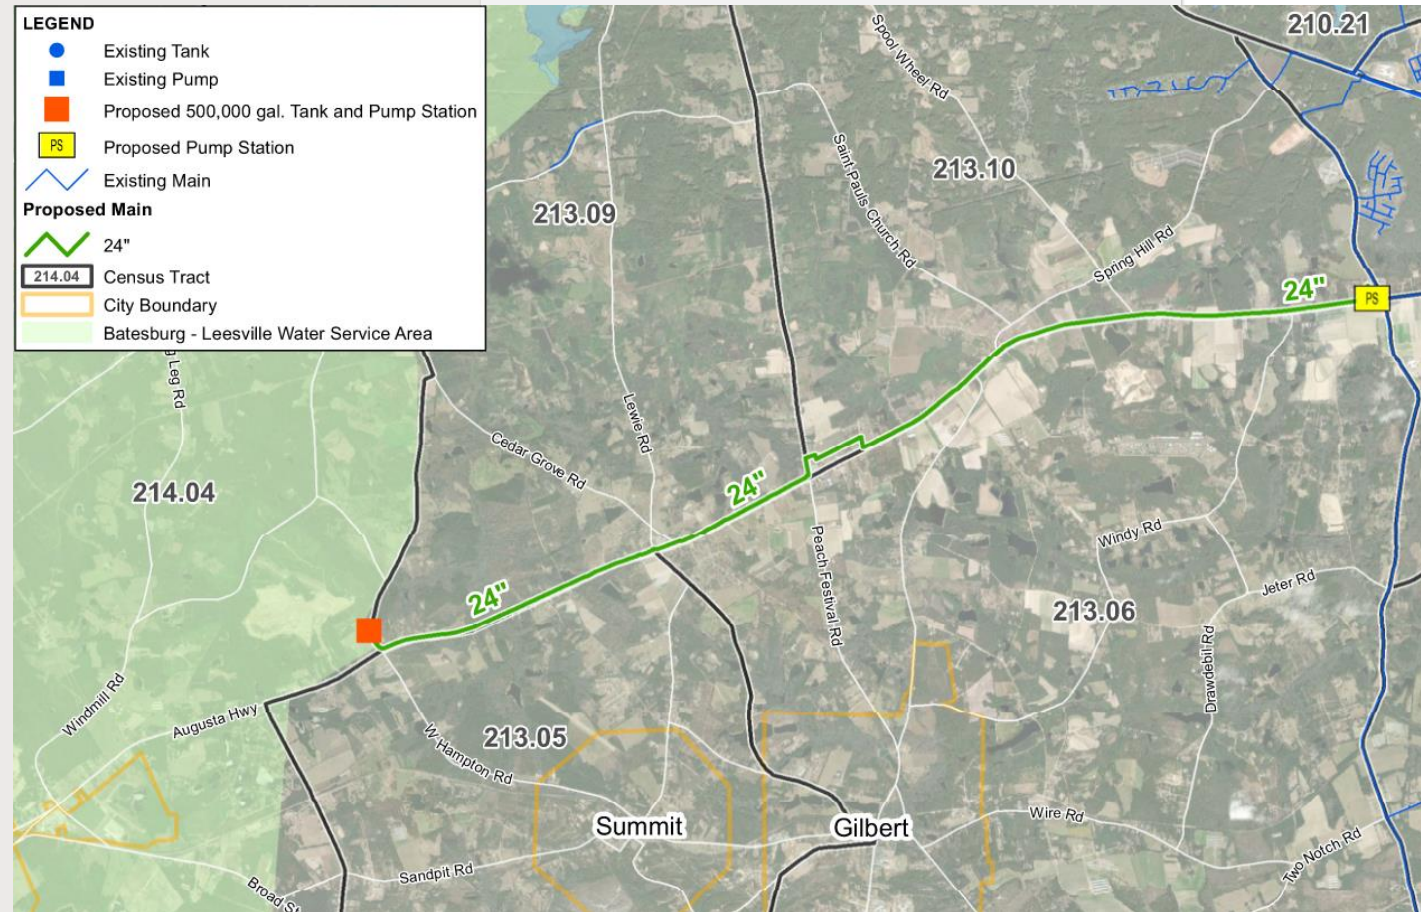 LEGEND
Existing Tank
Existing Pump
Proposed 500,000 gal. Tank and Pump Station
PS Proposed Pump Station
Existing Main
Proposed Main
24"
214.04 Census Tract
City Boundary
Batesburg - Leesville Water Service Area
210.21
Spool Wheel Rd
Saint Pauls Church Rd
213.10
213.09
Spring Hill Rd
24"
PS
Leg Rd
Lewie Rd
Cedar Grove Rd
214.04
24"
Peach Festival Rd
Windy Rd
Jeter Rd
24"
213.06
Drawdebil Rd
Windmill Rd
Augusta Hwy
W Hampton Rd
213.05
Summit
Gilbert
Wire Rd
Two Notch Rd
Sandpit Rd
Broad St